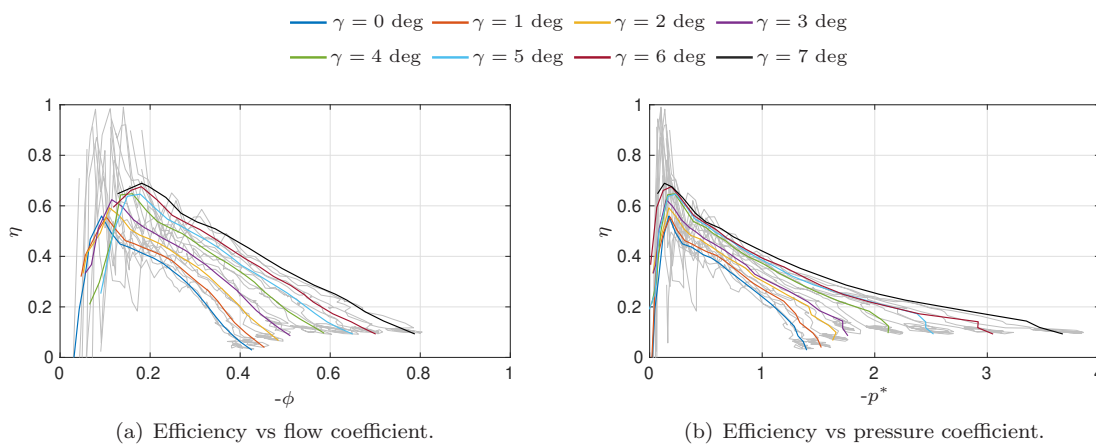 γ = 0 deg γ = 1 deg γ = 2 deg γ = 3 deg
γ = 4 deg γ = 5 deg γ = 6 deg γ = 7 deg
1
0.8
0.6
0.4
0.2
0
η
0 0.2 0.4 0.6 0.8 1
-ϕ
(a) Efficiency vs flow coefficient.
1
0.8
0.6
0.4
0.2
0
η
0 1 2 3 4
-p*
(b) Efficiency vs pressure coefficient.